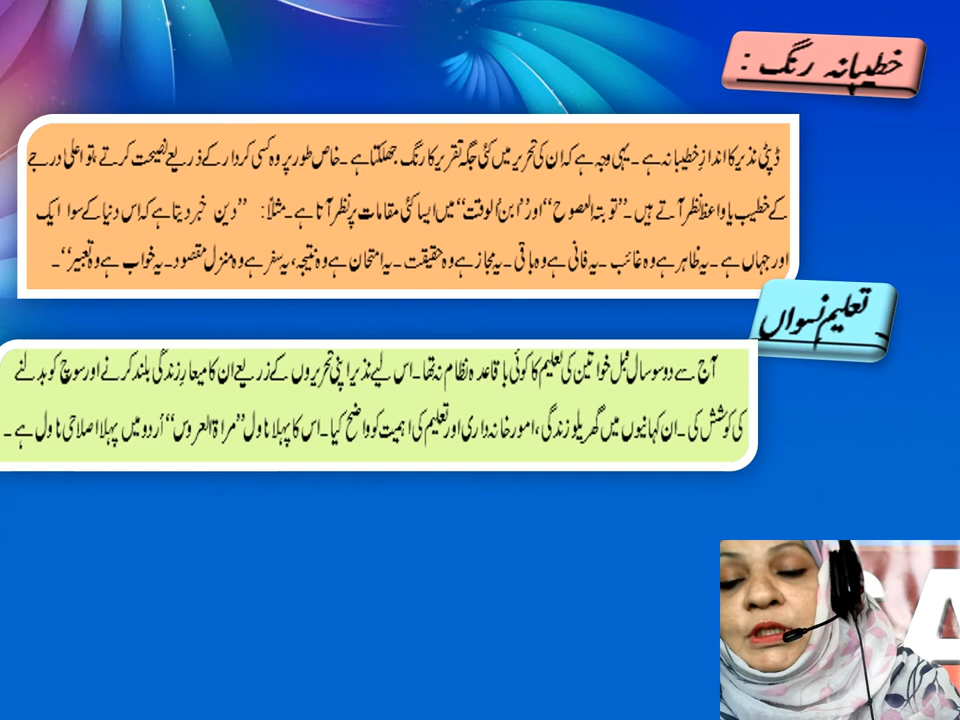 خطیبانہ رنگ :
ڈپٹی نذیر کا اندازِ خطیبانہ ہے ۔ یہی وجہ ہے کہ ان کی تحریر میں کئی جگہ تقریر کا رنگ جھلکتا ہے ۔ خاص طور پر وہ کسی کردار کے ذریعے نصیحت کرتے ہیں، تو اعلیٰ درجے
کے خطیب یا واعظ نظر آتے ہیں ۔ ”توبتہ النصوح“ اور ”ابن الوقت“ میں ایسا کئی مقامات پر نظر آتا ہے ۔ مثلاً : ”دین خبر دیتا ہے کہ اِس دنیا کے سوا ایک
اور جہاں ہے ۔ یہ ظاہر ہے وہ غائب ۔ یہ فانی ہے وہ باقی ۔ یہ مجاز ہے وہ حقیقت ۔ یہ امتحان ہے وہ نتیجہ، یہ سفر ہے وہ منزل مقصود ۔ یہ خواب ہے وہ تعبیر“ ۔
تعلیم نسواں
آج سے دو سو سال قبل خواتین کی تعلیم کا کوئی باقاعدہ نظام نہ تھا ۔ اس لیے نذیر اپنی تحریروں کے ذریعے ان کا میعارِ زندگی بلند کرنے اور سوچ کو بدلنے
کی کوشش کی ۔ ان کہانیوں میں گھریلو زندگی ، امور خانہ داری اور تعلیم کی اہمیت کو واضح کیا ۔ اس کا پہلا ناول ”مراۃ العروس“ اُردو میں پہلا اصلاحی ناول ہے ۔